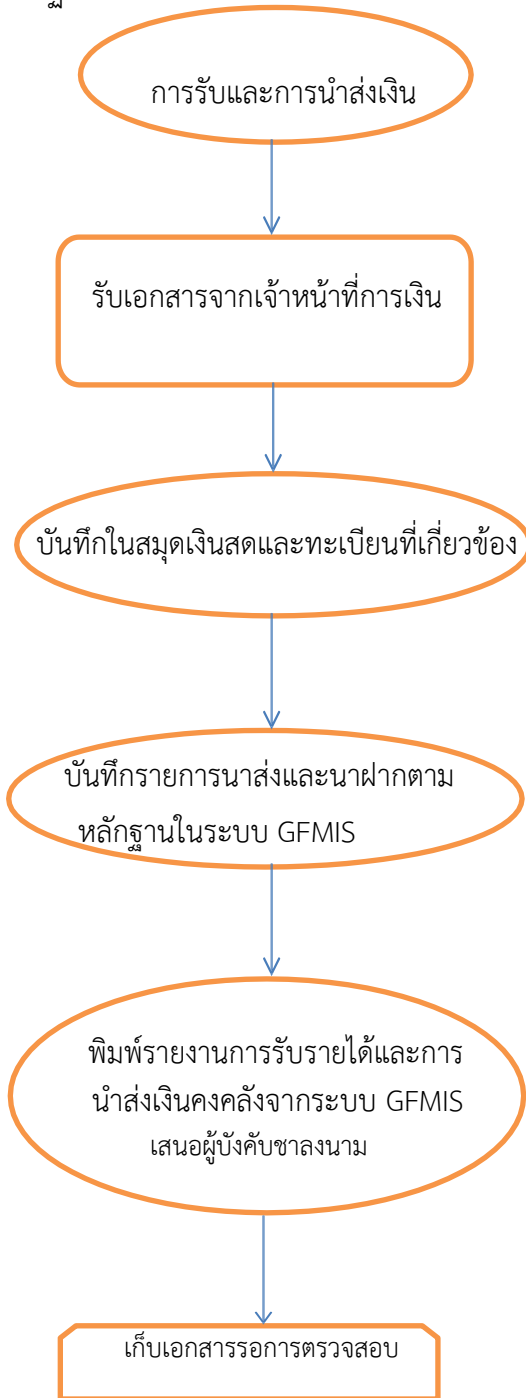 การรับและการนำส่งเงิน
รับเอกสารจากเจ้าหน้าที่การเงิน
บันทึกในสมุดเงินสดและทะเบียนที่เกี่ยวข้อง
บันทึกรายการนาส่งและนาฝากตาม
หลักฐานในระบบ GFMIS
พิมพ์รายงานการรับรายได้และการ
นำส่งเงินคงคลังจากระบบ GFMIS
เสนอผู้บังคับชาลงนาม
เก็บเอกสารรอการตรวจสอบ